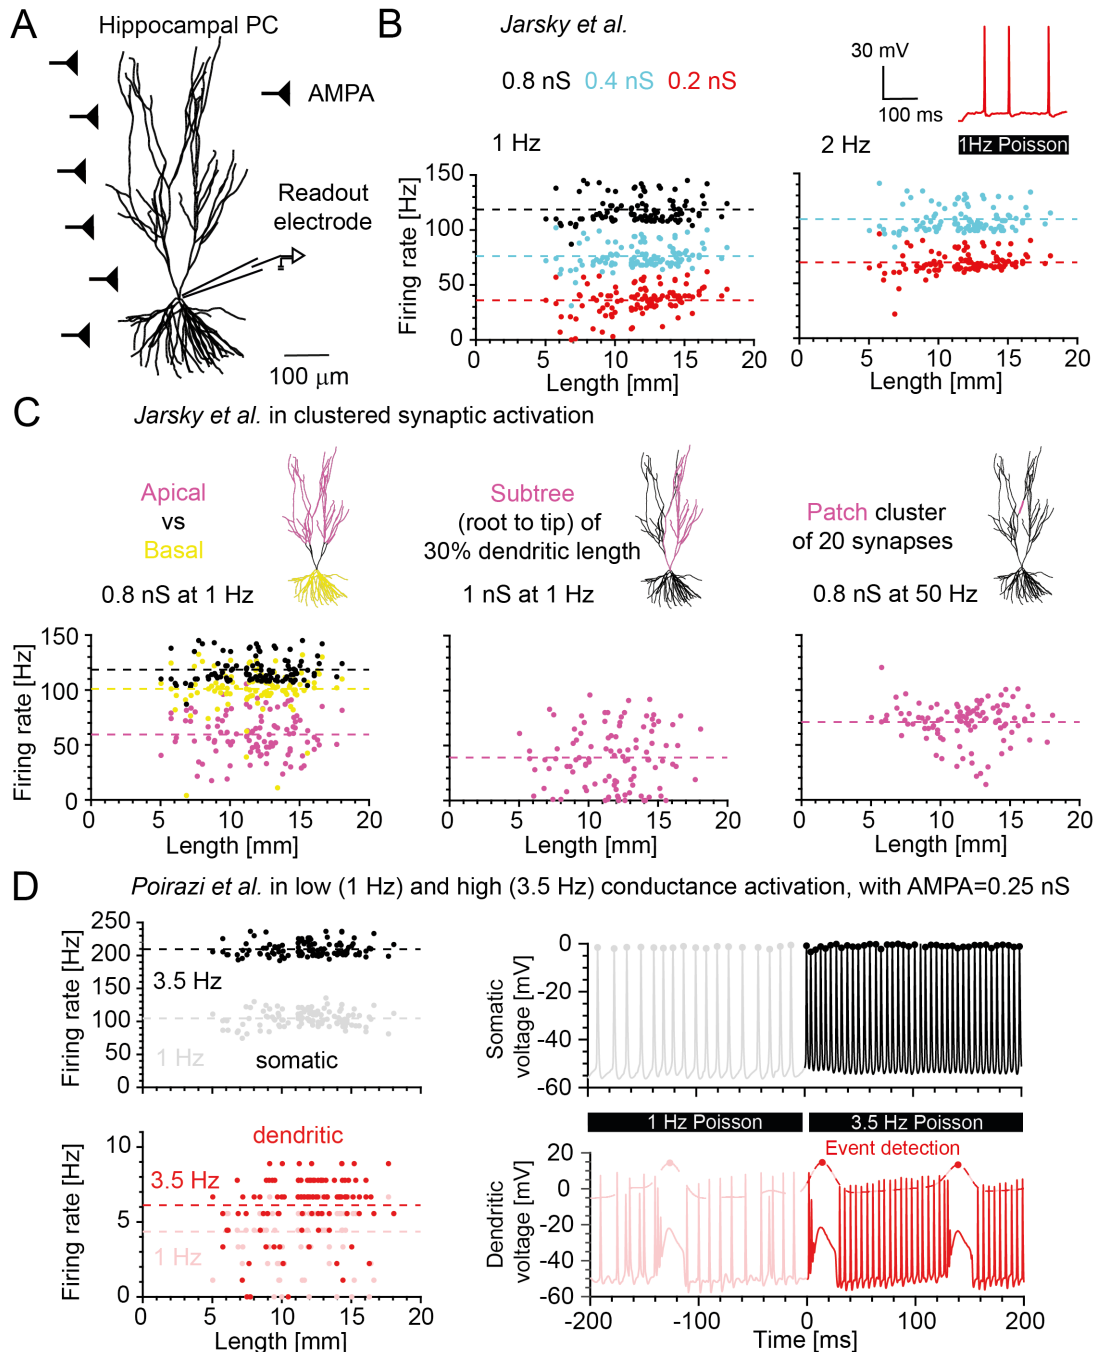 A
Hippocampal PC
AMPA
Readout
electrode
100 μm
B
Jarsky et al.
0.8 nS 0.4 nS 0.2 nS
30 mV
100 ms
1Hz Poisson
1 Hz
2 Hz
Firing rate [Hz]
150
100
50
0
0 5 10 15 20
Length [mm]
0 5 10 15 20
Length [mm]
C
Jarsky et al. in clustered synaptic activation
Apical
vs
Basal
0.8 nS at 1 Hz
Subtree
(root to tip) of
30% dendritic length
1 nS at 1 Hz
Patch cluster
of 20 synapses
0.8 nS at 50 Hz
Firing rate [Hz]
150
100
50
0
0 5 10 15 20
Length [mm]
0 5 10 15 20
Length [mm]
0 5 10 15 20
Length [mm]
D
Poirazi et al. in low (1 Hz) and high (3.5 Hz) conductance activation, with AMPA=0.25 nS
Firing rate [Hz]
250
200
150
100
50
0
3.5 Hz
1 Hz
somatic
Somatic
voltage [mV]
0
-20
-40
-60
1 Hz Poisson
3.5 Hz Poisson
Firing rate [Hz]
10
5
0
dendritic
3.5 Hz
1 Hz
0 5 10 15 20
Length [mm]
Dendritic
voltage [mV]
20
0
-20
-40
-60
Event detection
-200 -100 0 100 200
Time [ms]